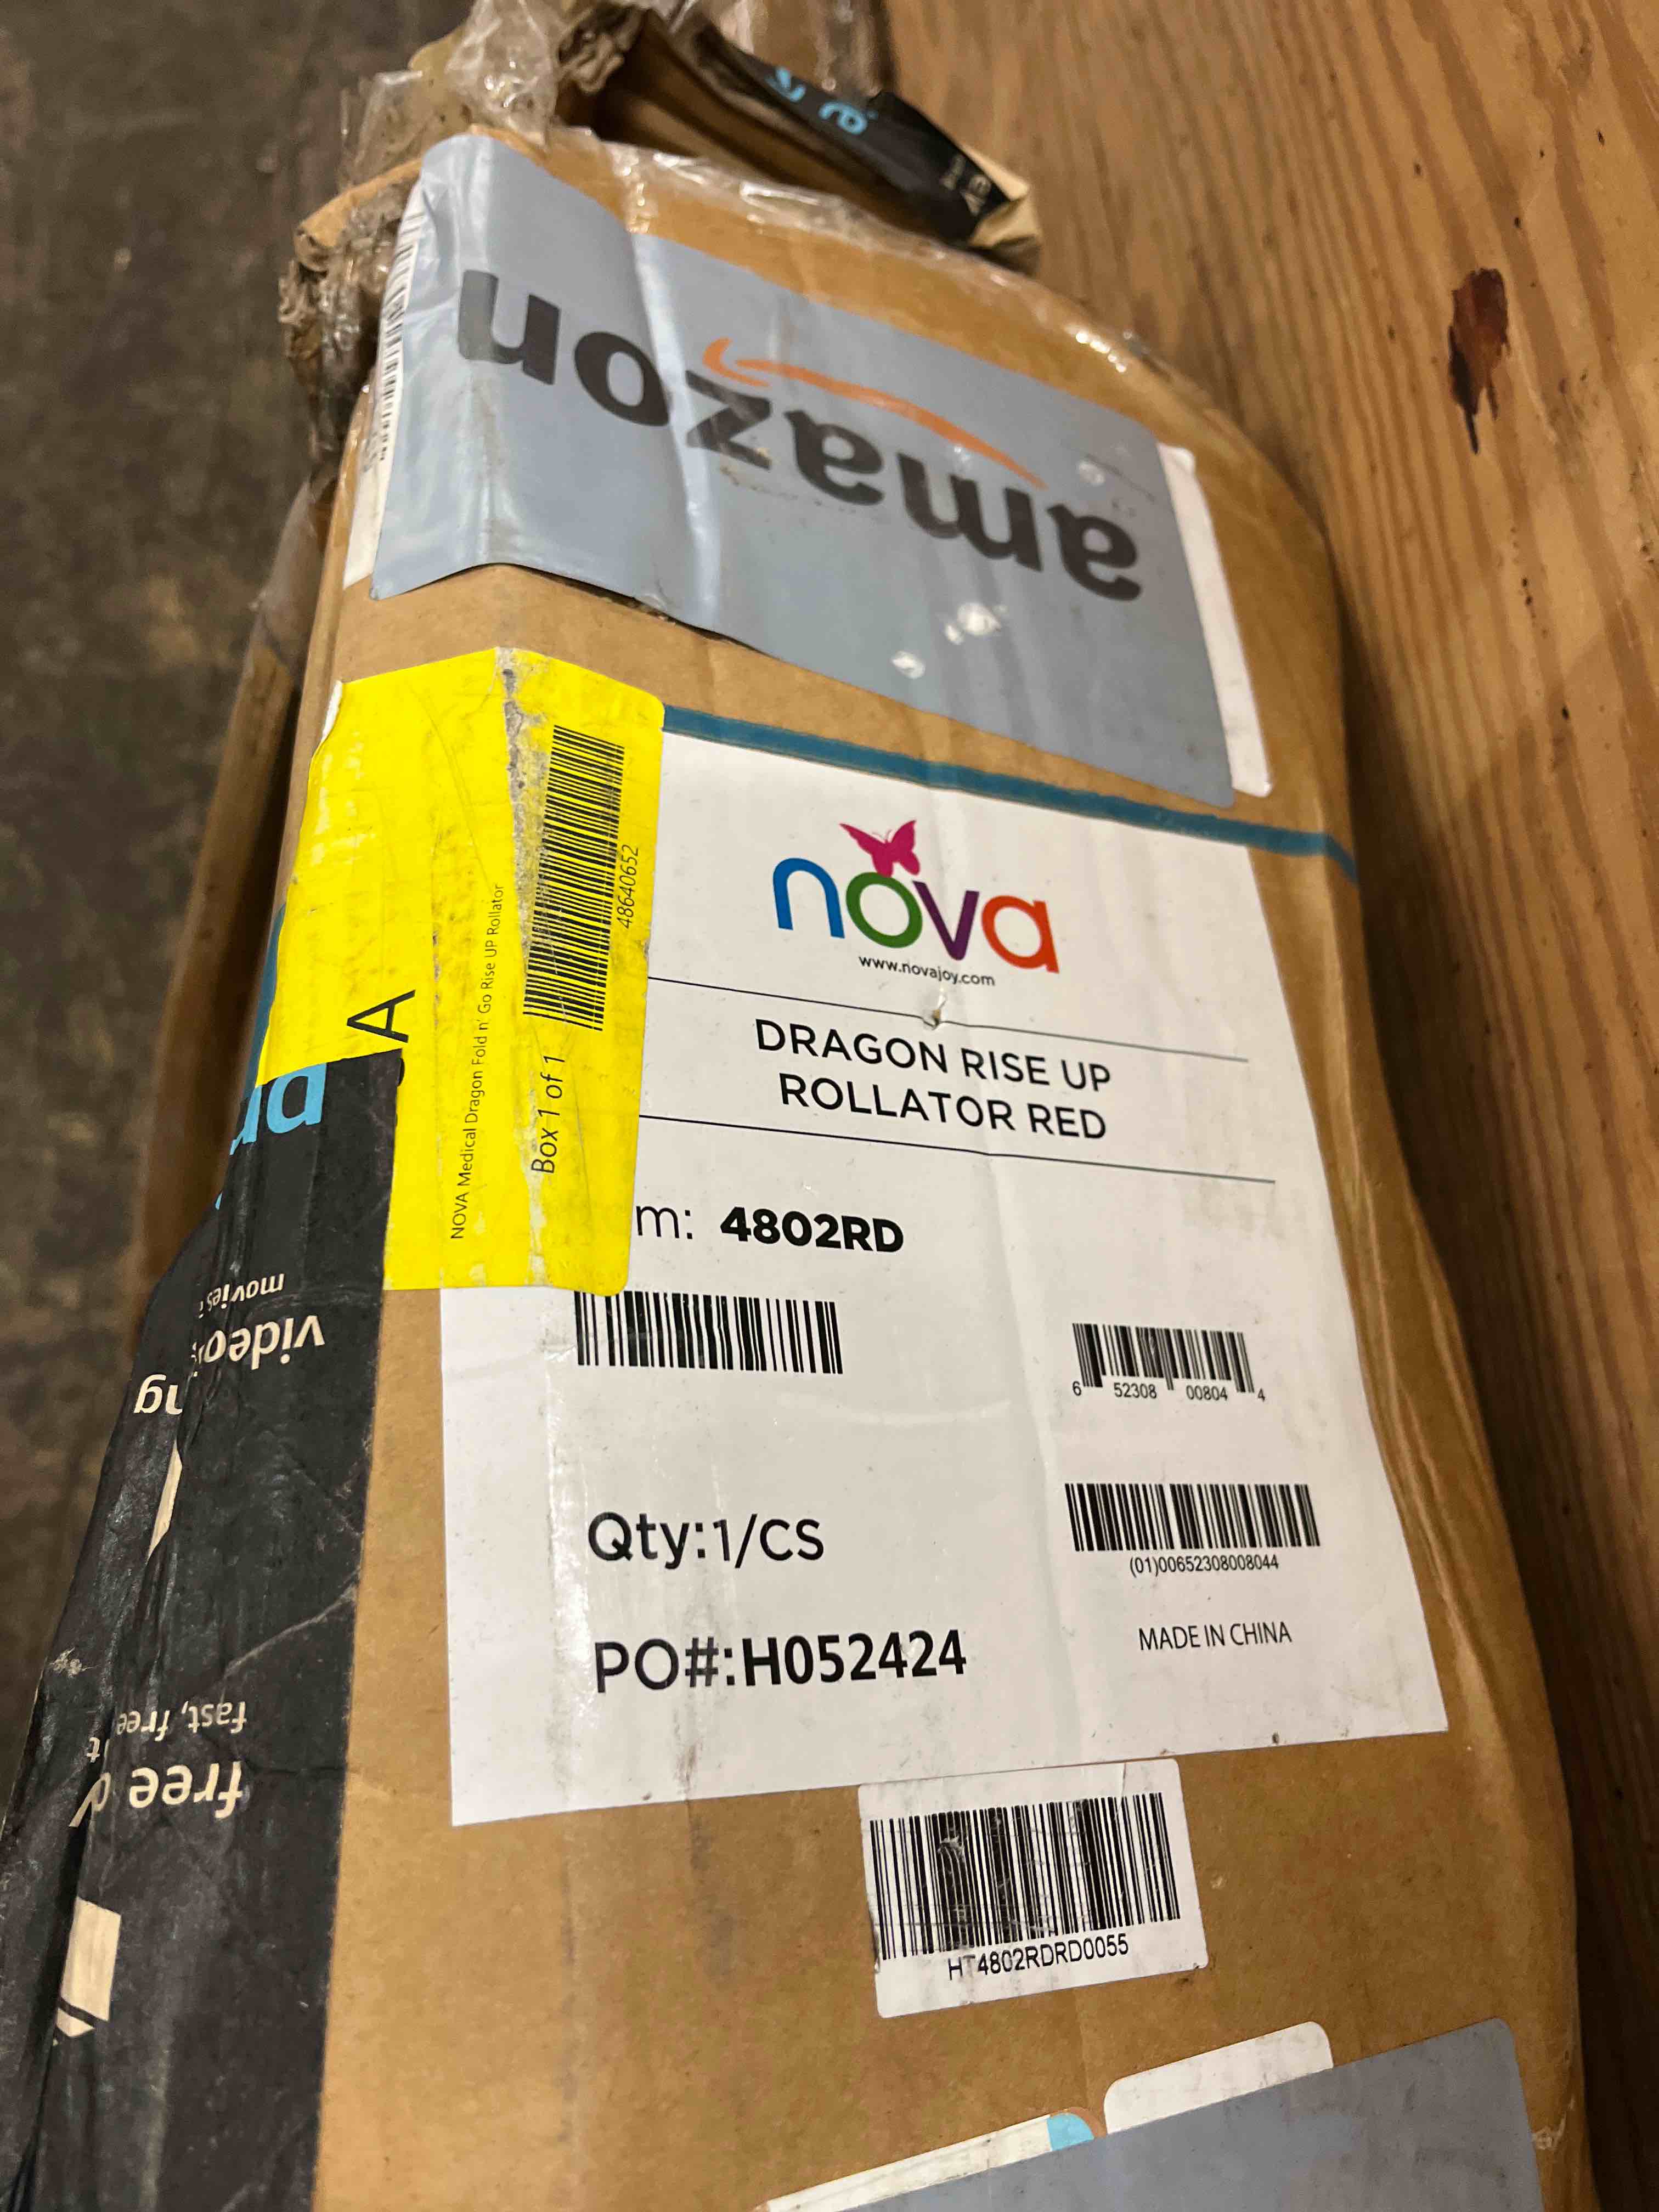 amazon
nova
www.novajoy.com
DRAGON RISE UP
ROLLATOR RED
m: 4802RD
6 52308 00804 4
Qty:1/CS
(01)00652308008044
PO#:H052424
MADE IN CHINA
HT4802RDRD0055
48640652
NOVA Medical Dragon Fold n' Go Rise UP Rollator
Box 1 of 1
A
movies
video
fast, free
free